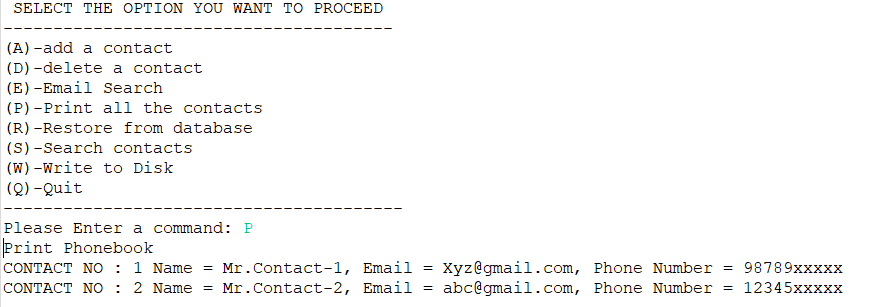 SELECT THE OPTION YOU WANT TO PROCEED
---------------------------------------
(A)-add a contact
(D)-delete a contact
(E)-Email Search
(P)-Print all the contacts
(R)-Restore from database
(S)-Search contacts
(W)-Write to Disk
(Q)-Quit
----------------------------------------
Please Enter a command: P
Print Phonebook
CONTACT NO : 1 Name = Mr.Contact-1, Email = Xyz@gmail.com, Phone Number = 98789xxxxx
CONTACT NO : 2 Name = Mr.Contact-2, Email = abc@gmail.com, Phone Number = 12345xxxxx